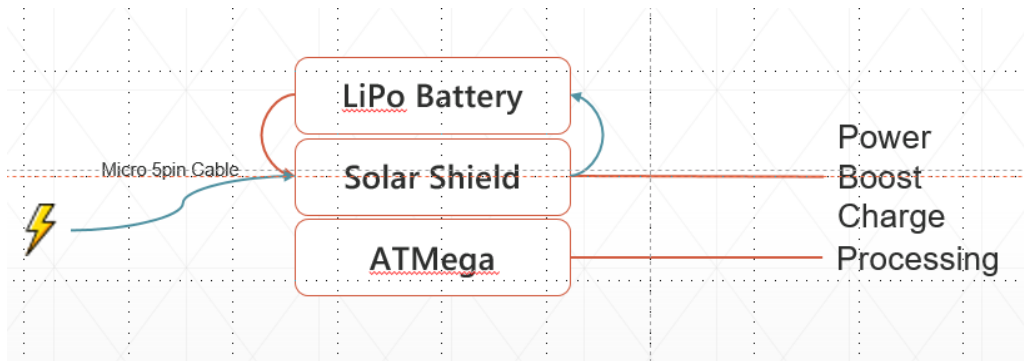 LiPo Battery
Micro 5pin Cable
Solar Shield
Power
Boost
Charge
ATMega
Processing